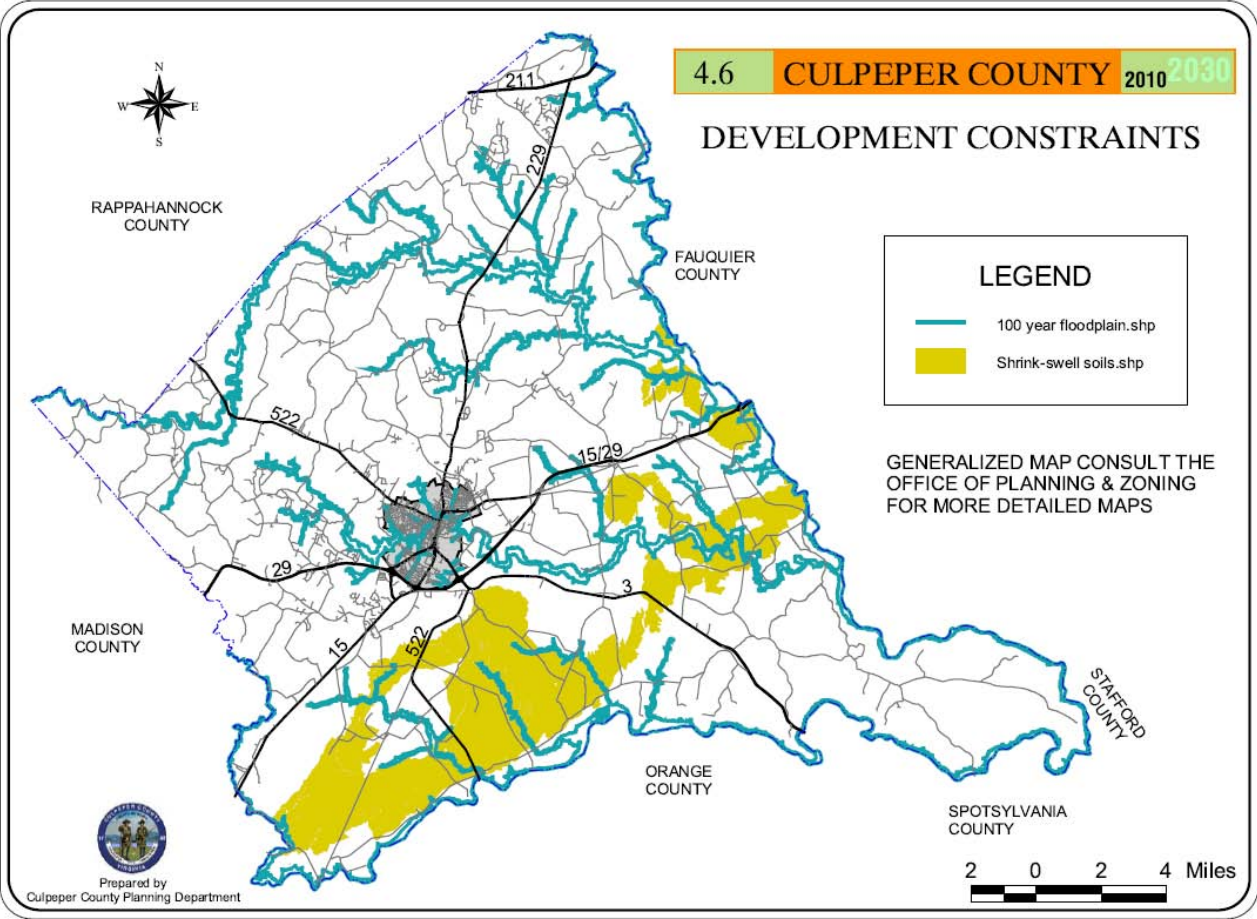 4.6 CULPEPER COUNTY 2010 2030
DEVELOPMENT CONSTRAINTS
N
W E
S
211
229
RAPPAHANNOCK
COUNTY
FAUQUIER
COUNTY
LEGEND
100 year floodplain.shp
Shrink-swell soils.shp
522
15/29
GENERALIZED MAP CONSULT THE
OFFICE OF PLANNING & ZONING
FOR MORE DETAILED MAPS
29
3
MADISON
COUNTY
15
522
STAFFORD
COUNTY
ORANGE
COUNTY
SPOTSYLVANIA
COUNTY
CULPEPER COUNTY
VIRGINIA
Prepared by
Culpeper County Planning Department
2 0 2 4 Miles